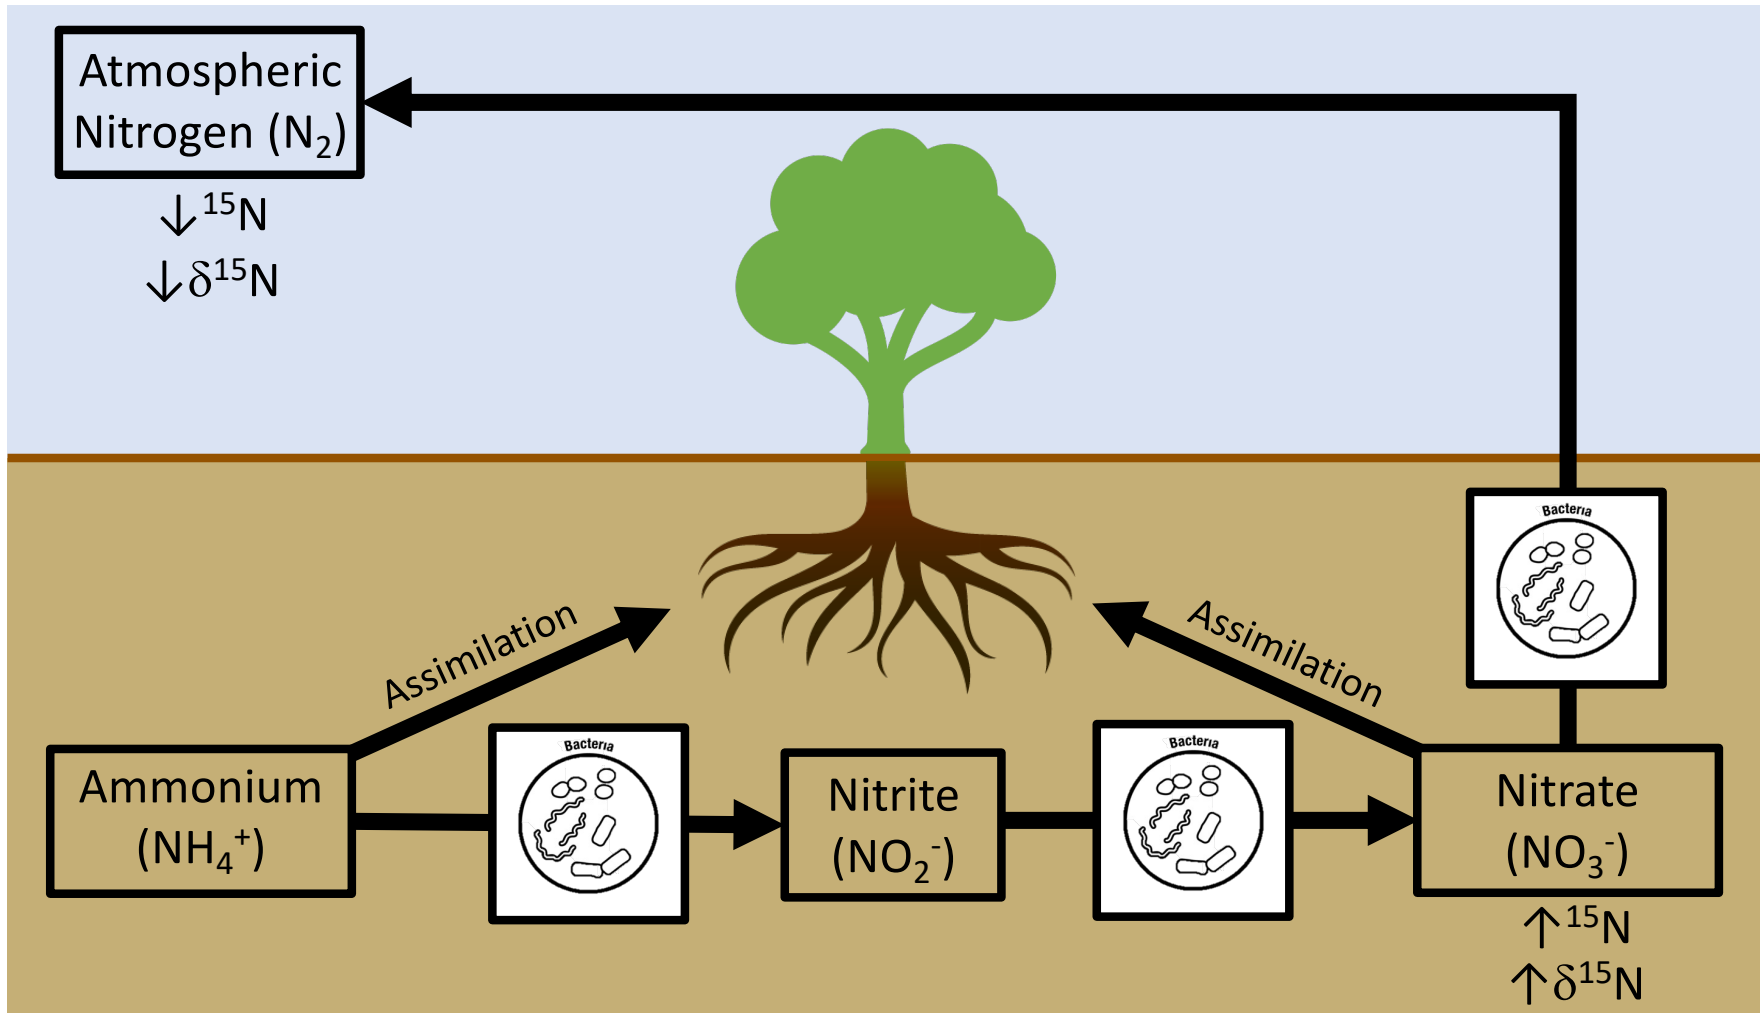 Atmospheric
Nitrogen (N₂)
↓¹⁵N
↓δ¹⁵N
Bacteria
Assimilation
Assimilation
Bacteria
Bacteria
Ammonium
(NH₄⁺)
Nitrite
(NO₂⁻)
Nitrate
(NO₃⁻)
↑¹⁵N
↑δ¹⁵N